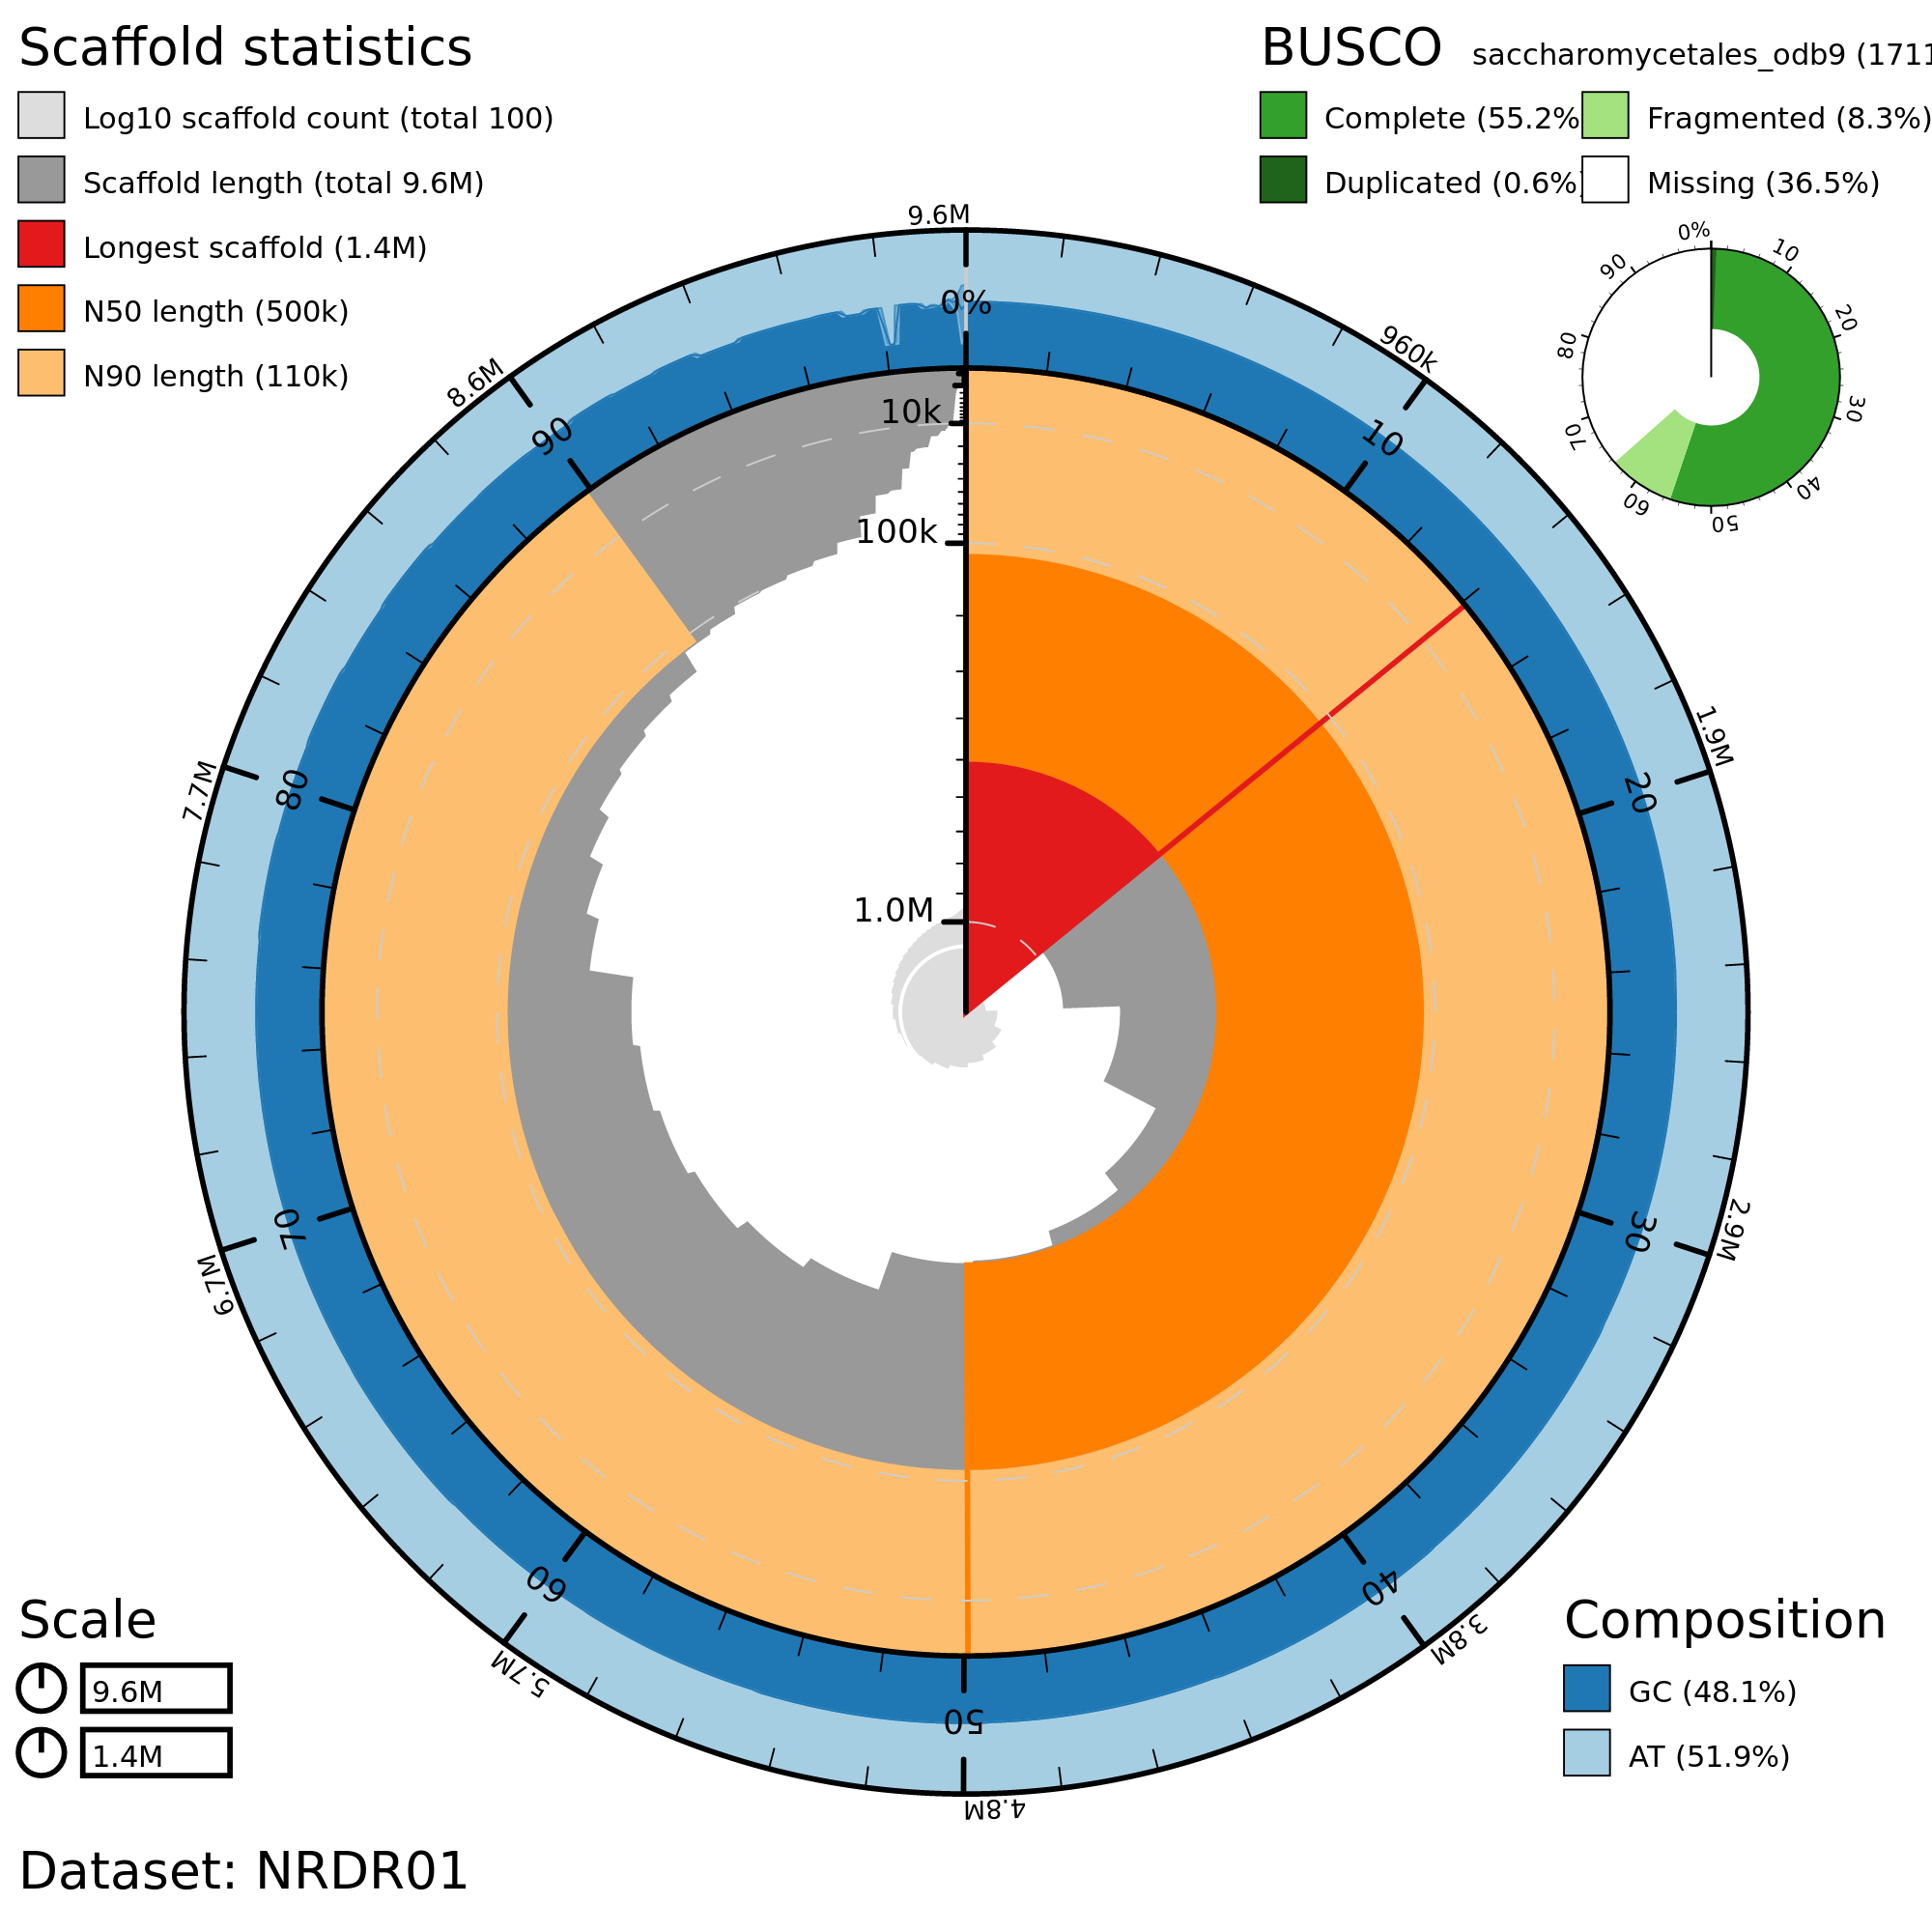 Scaffold statistics
Log10 scaffold count (total 100)
Scaffold length (total 9.6M)
Longest scaffold (1.4M)
N50 length (500k)
N90 length (110k)
BUSCO saccharomycetales_odb9 (1711
Complete (55.2%
Fragmented (8.3%)
Duplicated (0.6%)
Missing (36.5%)
0%
10
20
30
40
50
60
70
80
90
9.6M
960k
1.9M
2.9M
3.8M
4.8M
5.7M
6.7M
7.7M
8.6M
0%
10
20
30
40
50
60
70
80
90
10k
100k
1.0M
Scale
9.6M
1.4M
Composition
GC (48.1%)
AT (51.9%)
Dataset: NRDR01